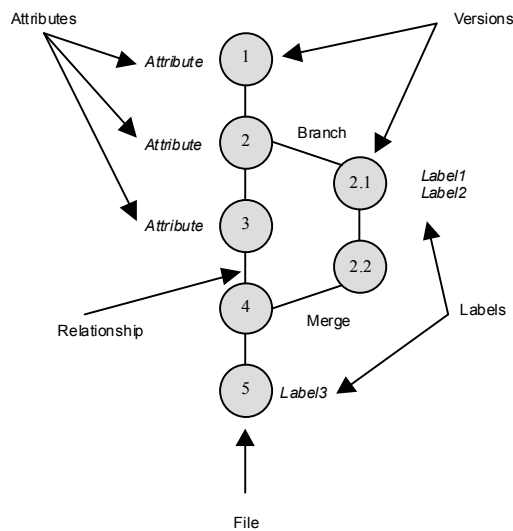 Attributes
Versions
Attribute
1
Attribute
2
Branch
2.1
Label1
Label2
Attribute
3
2.2
Relationship
4
Merge
Labels
5
Label3
File